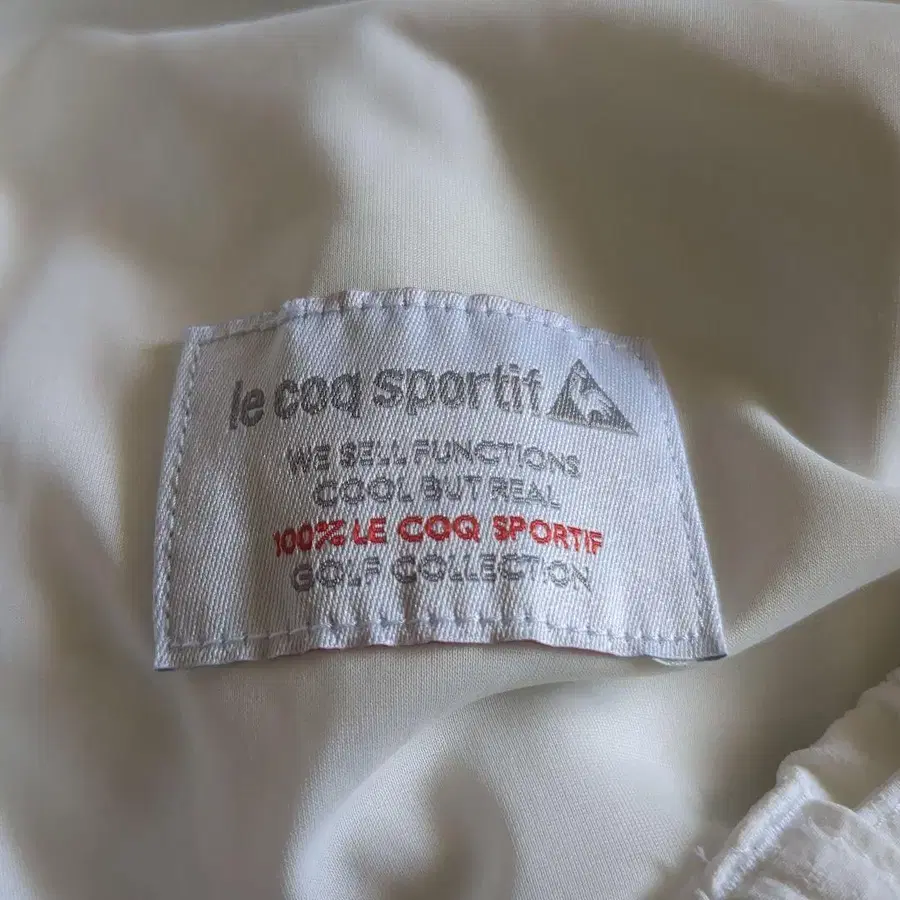 le coq sportif
WE SELL FUNCTIONS
COOL BUT REAL
100% LE COQ SPORTIF
GOLF COLLECTION